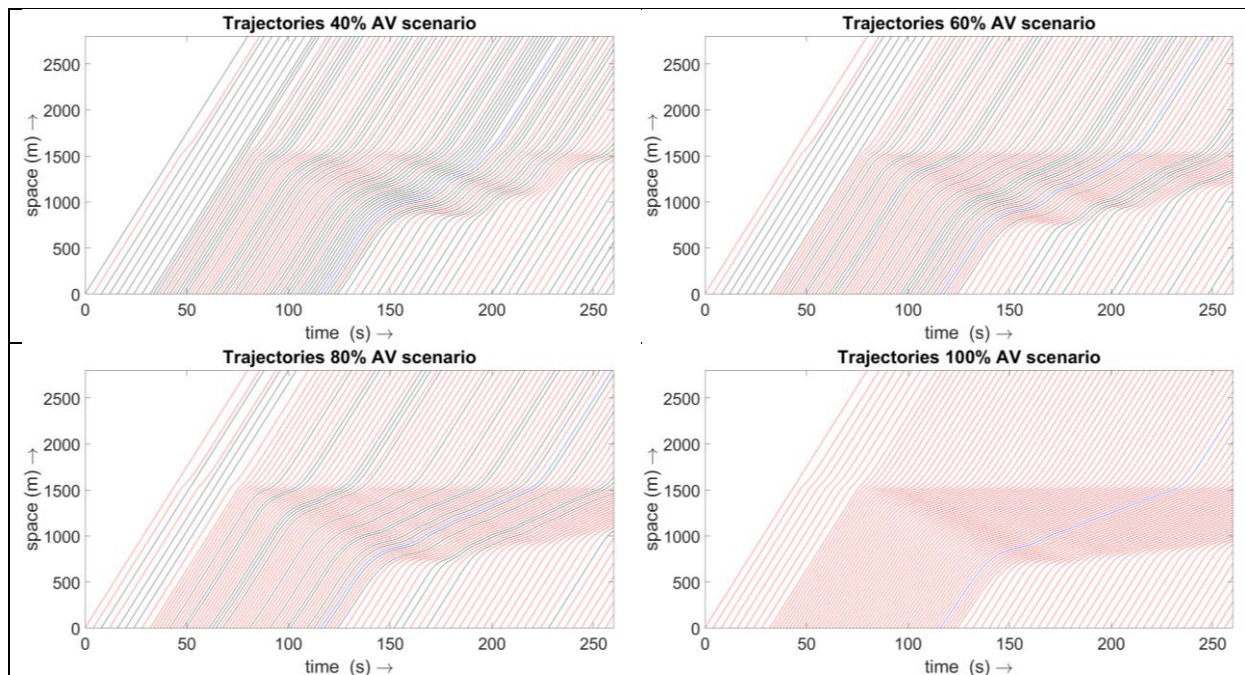 Trajectories 40% AV scenario
2500
2000
1500
1000
500
0
space (m) →
0 50 100 150 200 250
time (s) →
Trajectories 60% AV scenario
2500
2000
1500
1000
500
0
space (m) →
0 50 100 150 200 250
time (s) →
Trajectories 80% AV scenario
2500
2000
1500
1000
500
0
space (m) →
0 50 100 150 200 250
time (s) →
Trajectories 100% AV scenario
2500
2000
1500
1000
500
0
space (m) →
0 50 100 150 200 250
time (s) →